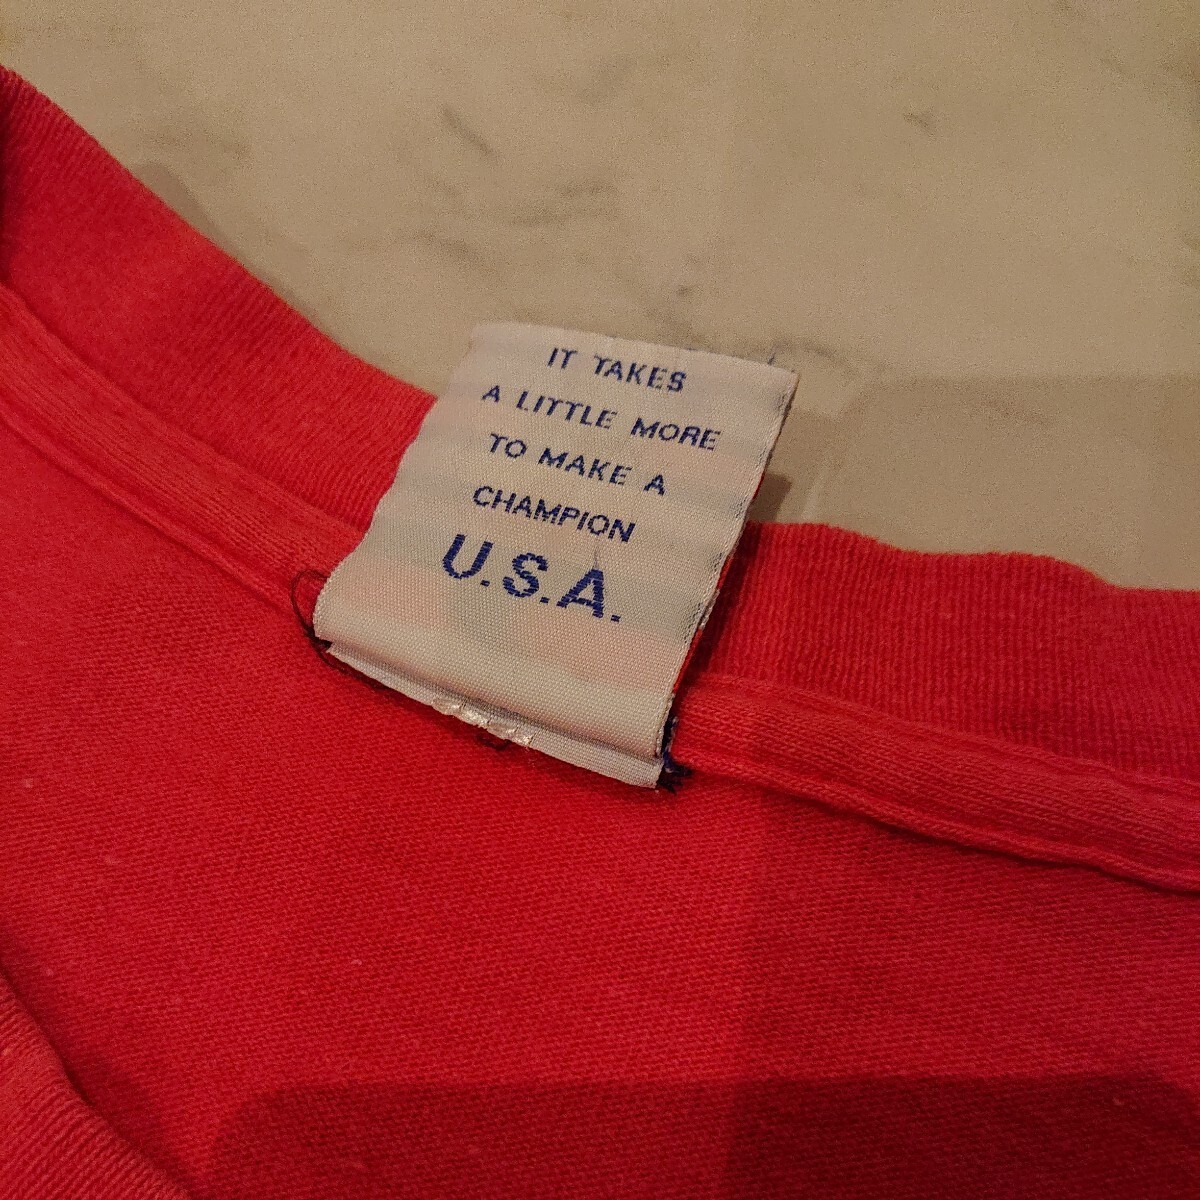 IT TAKES
A LITTLE MORE
TO MAKE A
CHAMPION
U.S.A.